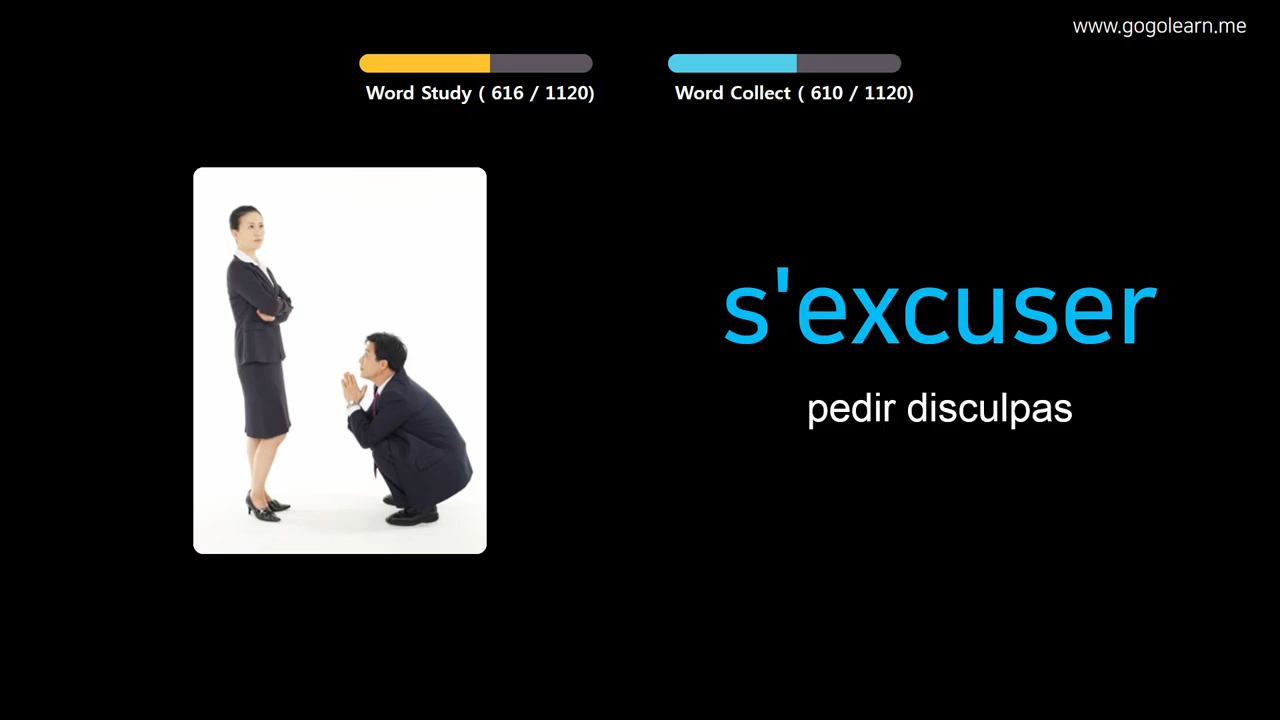 www.gogolearn.me
Word Study ( 616 / 1120)
Word Collect ( 610 / 1120)
s'excuser
pedir disculpas